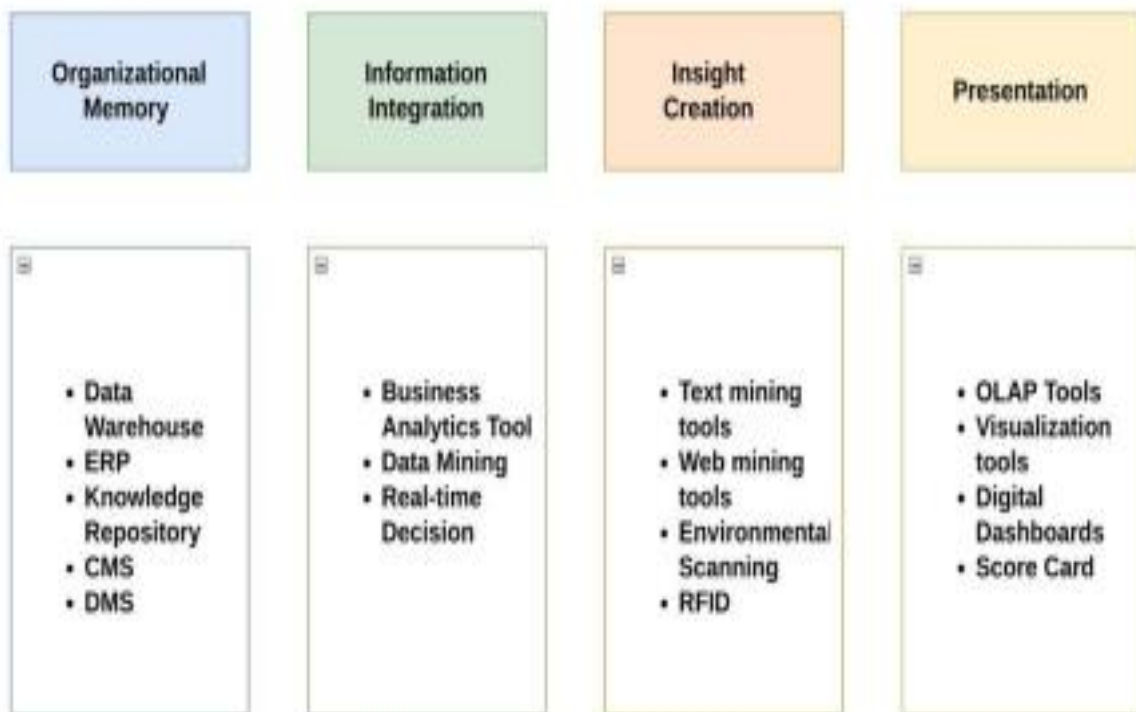 Organizational
Memory
Information
Integration
Insight
Creation
Presentation
• Data
Warehouse
• ERP
• Knowledge
Repository
• CMS
• DMS
• Business
Analytics Tool
• Data Mining
• Real-time
Decision
• Text mining
tools
• Web mining
tools
• Environmental
Scanning
• RFID
• OLAP Tools
• Visualization
tools
• Digital
Dashboards
• Score Card